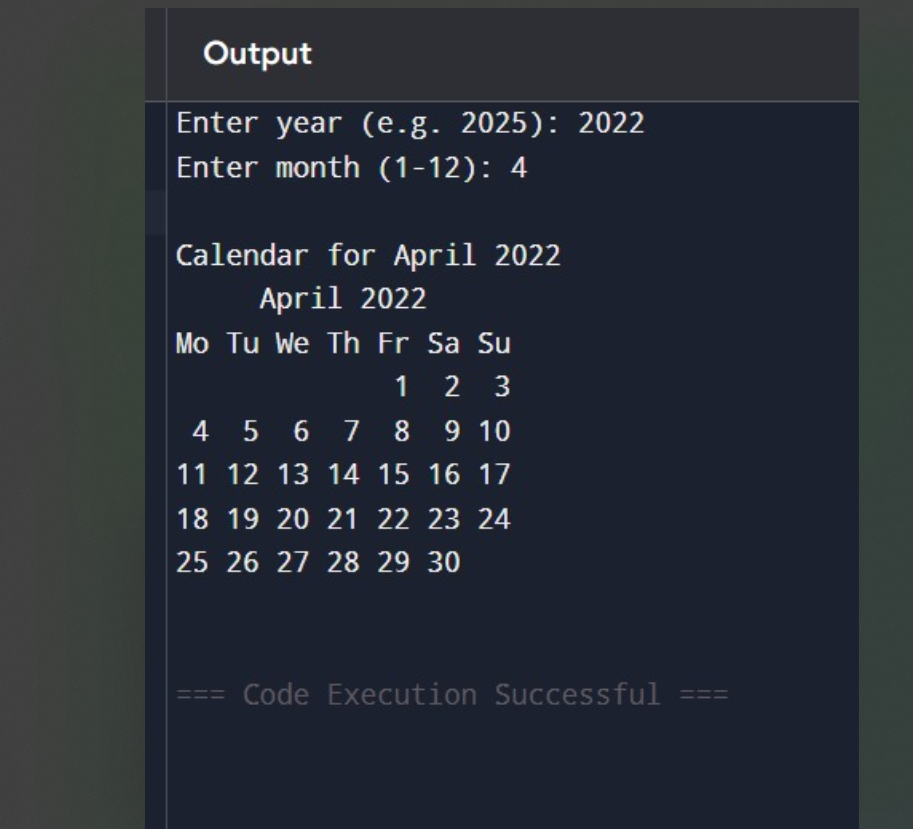 Output
Enter year (e.g. 2025): 2022
Enter month (1-12): 4
Calendar for April 2022
     April 2022
Mo Tu We Th Fr Sa Su
             1  2  3
 4  5  6  7  8  9 10
11 12 13 14 15 16 17
18 19 20 21 22 23 24
25 26 27 28 29 30
=== Code Execution Successful ===